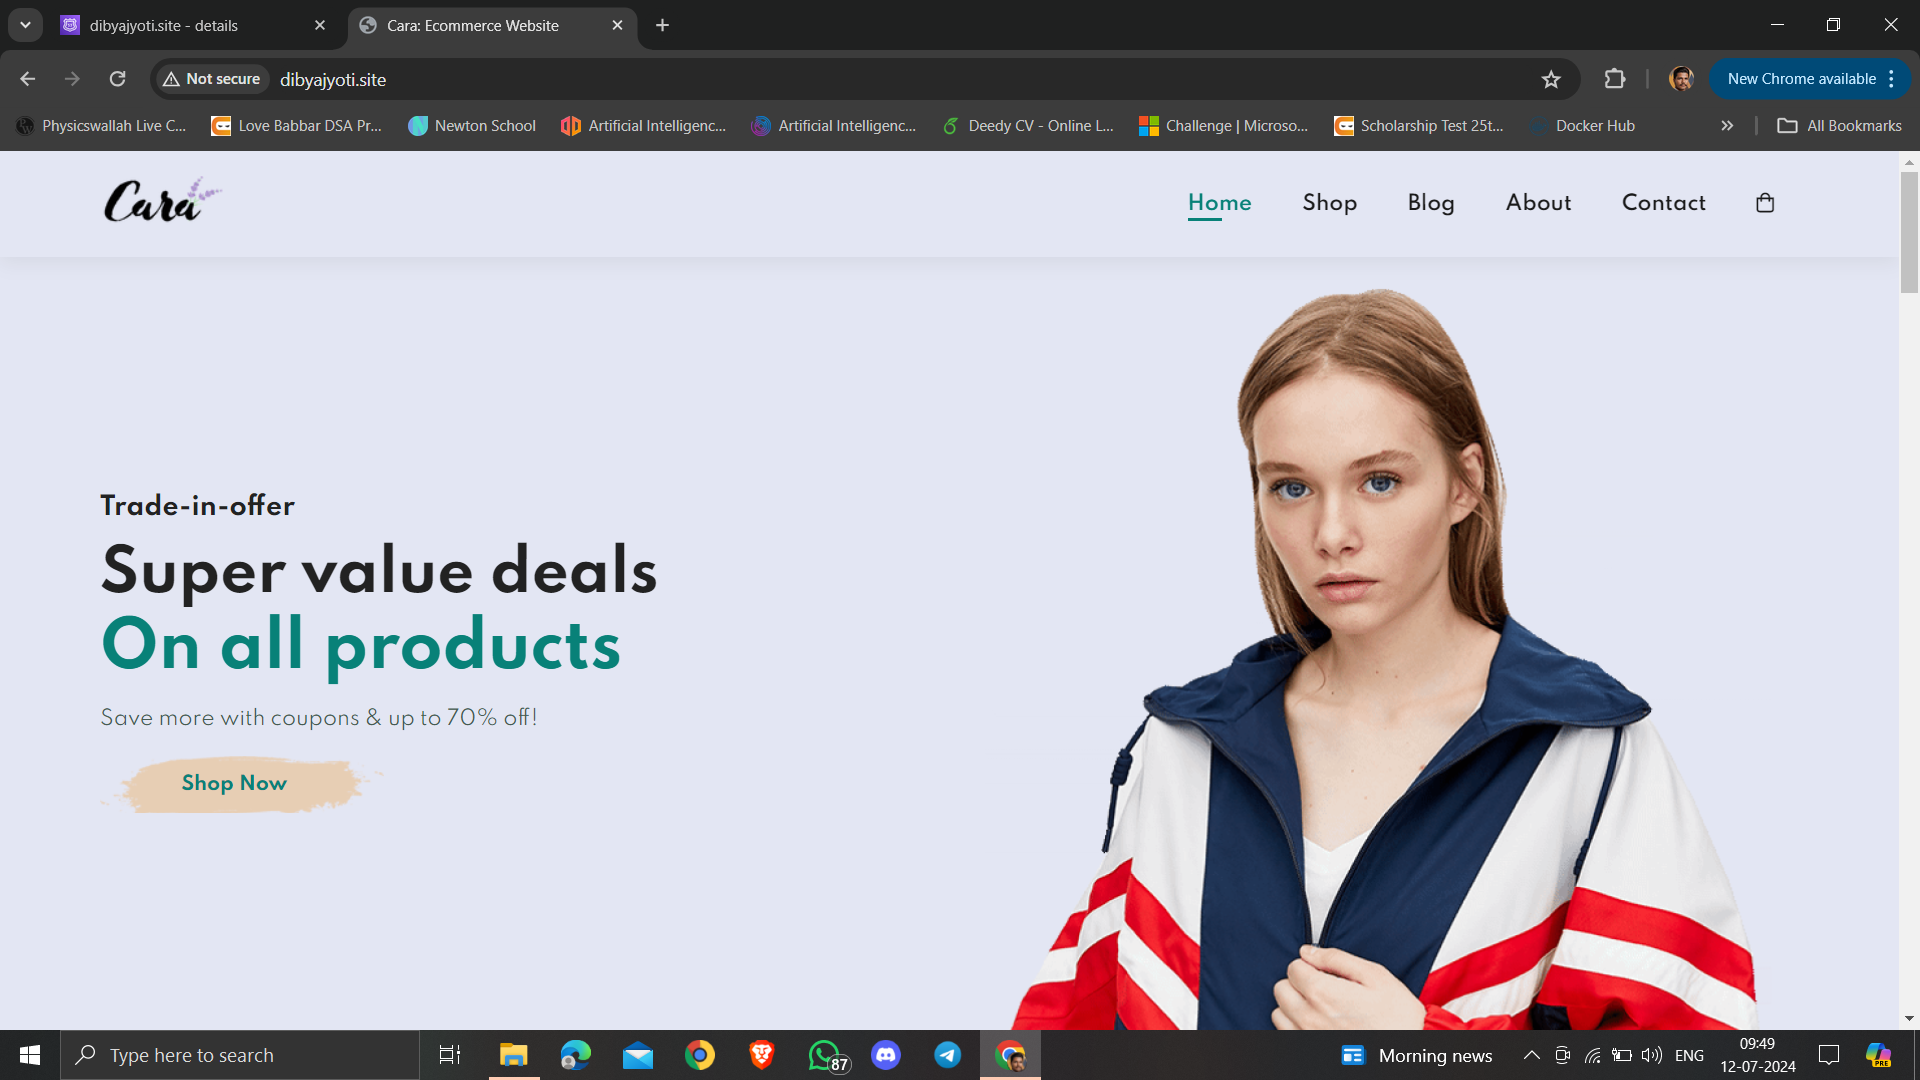 dibyajyoti.site - details
Cara: Ecommerce Website
Not secure
dibyajyoti.site
New Chrome available
Physicswallah Live C...
Love Babbar DSA Pr...
Newton School
Artificial Intelligenc...
Artificial Intelligenc...
Deedy CV - Online L...
Challenge | Microso...
Scholarship Test 25t...
Docker Hub
All Bookmarks
Cara
Home
Shop
Blog
About
Contact
Trade-in-offer
Super value deals
On all products
Save more with coupons & up to 70% off!
Shop Now
Type here to search
87
Morning news
ENG
09:49
12-07-2024
PRE